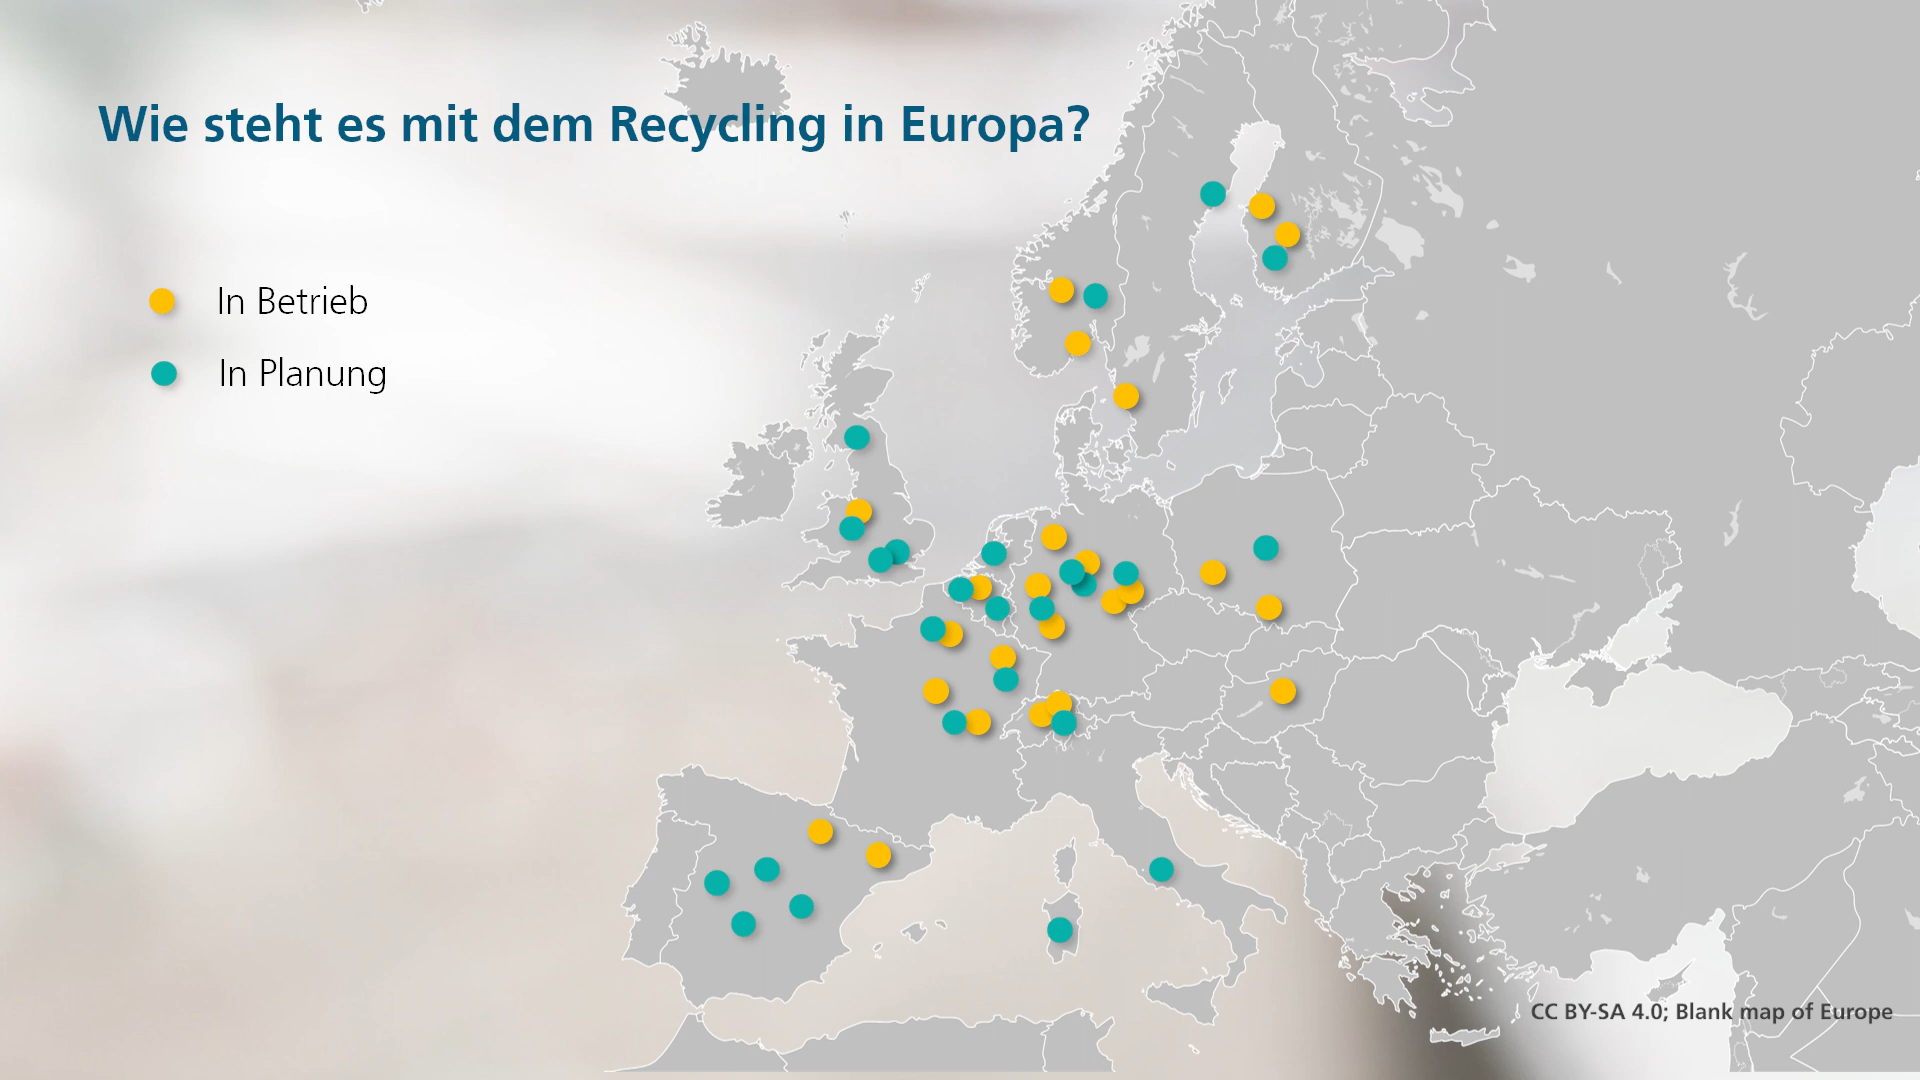 Wie steht es mit dem Recycling in Europa?
In Betrieb
In Planung
CC BY-SA 4.0; Blank map of Europe